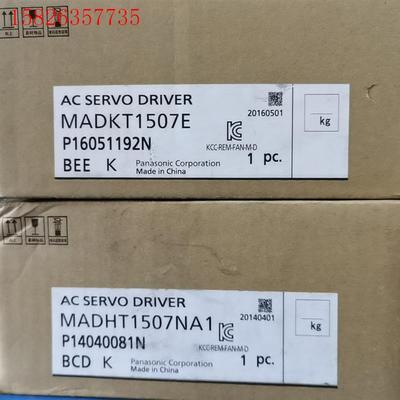 15826357735
AC SERVO DRIVER
MADKT1507E
20160501
P16051192N
KCC-REM-FAN-M-D
kg
BEE K
Panasonic Corporation
Made in China
1 pc.
AC SERVO DRIVER
MADHT1507NA1
20140401
P14040081N
KCC-REM-FAN-M-D
kg
BCD K
Panasonic Corporation
Made in China
1 pc.